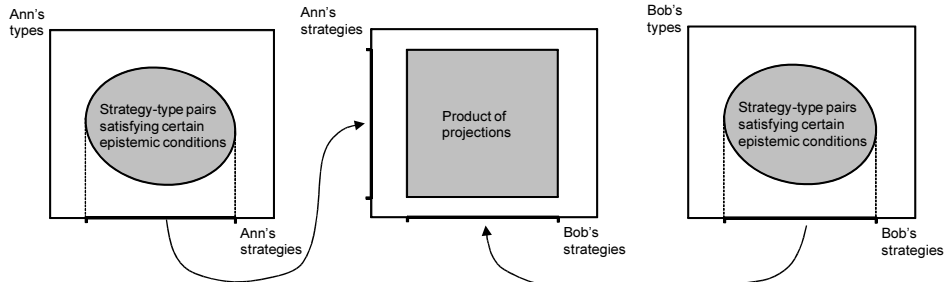 Ann's
types
Strategy-type pairs
satisfying certain
epistemic conditions
Ann's
strategies
Ann's
strategies
Product of
projections
Bob's
strategies
Bob's
types
Strategy-type pairs
satisfying certain
epistemic conditions
Bob's
strategies